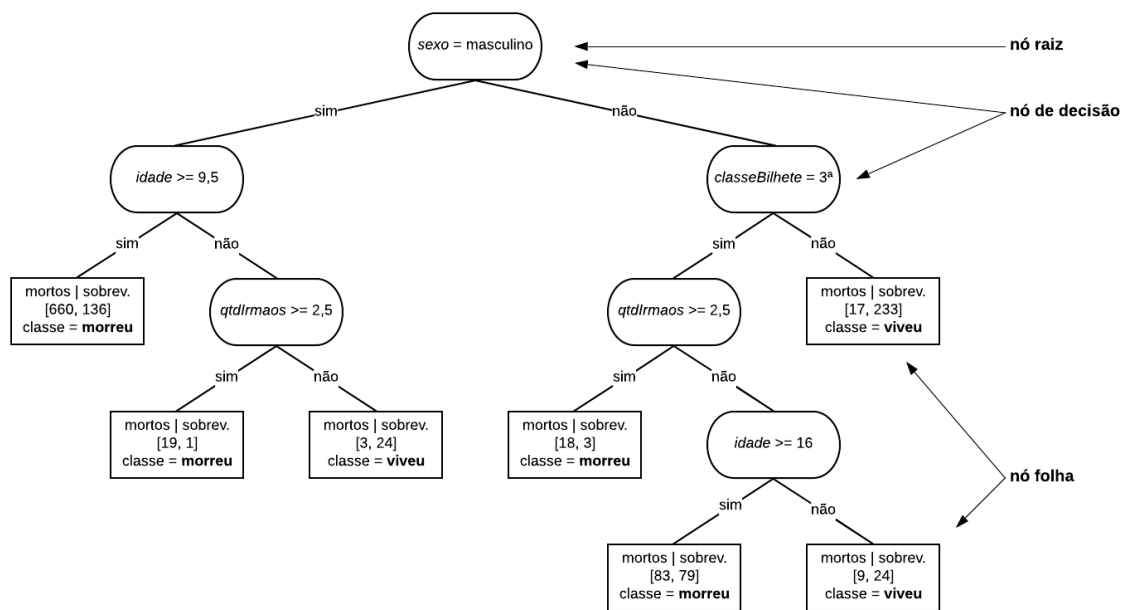 sexo = masculino
nó raiz
sim
não
nó de decisão
idade >= 9,5
classeBilhete = 3ª
sim
não
sim
não
mortos | sobrev.
[660, 136]
classe = morreu
qtdIrmaos >= 2,5
qtdIrmaos >= 2,5
mortos | sobrev.
[17, 233]
classe = viveu
sim
não
sim
não
mortos | sobrev.
[19, 1]
classe = morreu
mortos | sobrev.
[3, 24]
classe = viveu
mortos | sobrev.
[18, 3]
classe = morreu
idade >= 16
nó folha
sim
não
mortos | sobrev.
[83, 79]
classe = morreu
mortos | sobrev.
[9, 24]
classe = viveu